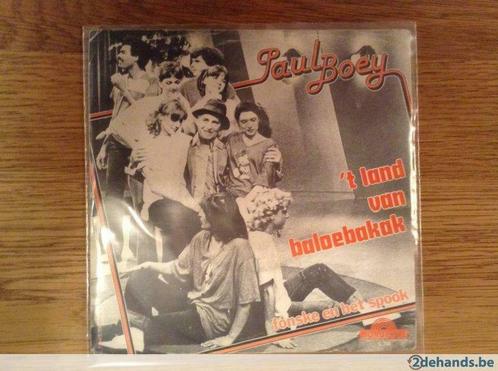 Paul Boey
't land
van
baloebakak
fonske en het spook
2dehands.be